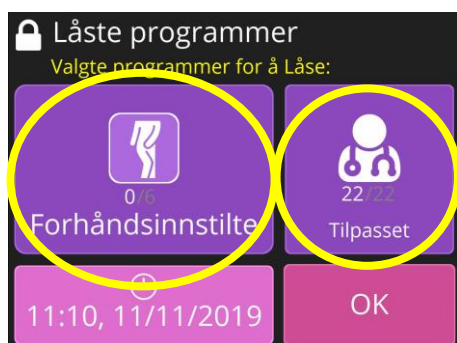 Låste programmer
Valgte programmer for å Låse:
0/6
Forhåndsinnstilte
22/22
Tilpasset
11:10, 11/11/2019
OK